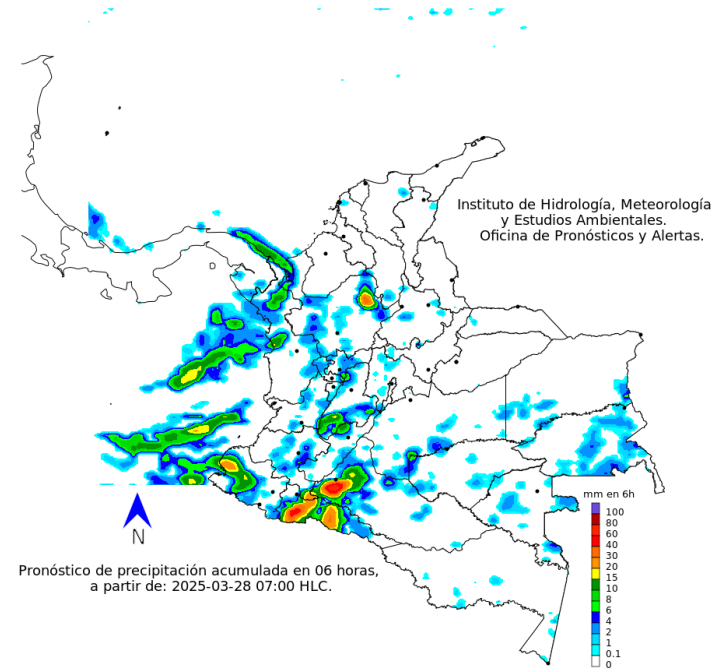 Instituto de Hidrología, Meteorología
y Estudios Ambientales.
Oficina de Pronósticos y Alertas.
mm en 6h
100
80
60
40
30
20
15
10
8
6
4
2
1
0.1
0
N
Pronóstico de precipitación acumulada en 06 horas,
a partir de: 2025-03-28 07:00 HLC.